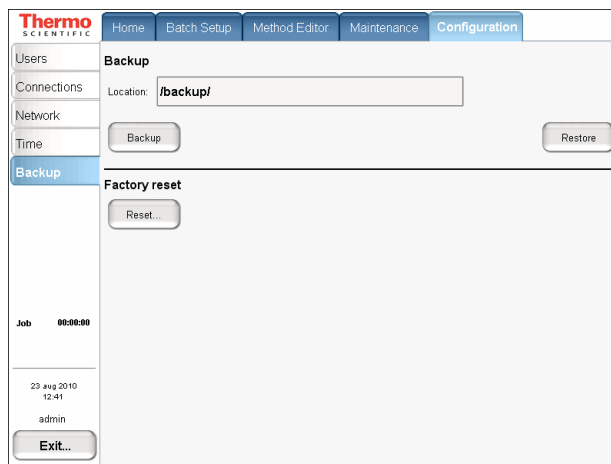 Thermo
SCIENTIFIC
Home
Batch Setup
Method Editor
Maintenance
Configuration
Users
Connections
Network
Time
Backup
Backup
Location: /backup/
Backup
Restore
Factory reset
Reset...
Job 00:00:00
23 aug 2010
12:41
admin
Exit...